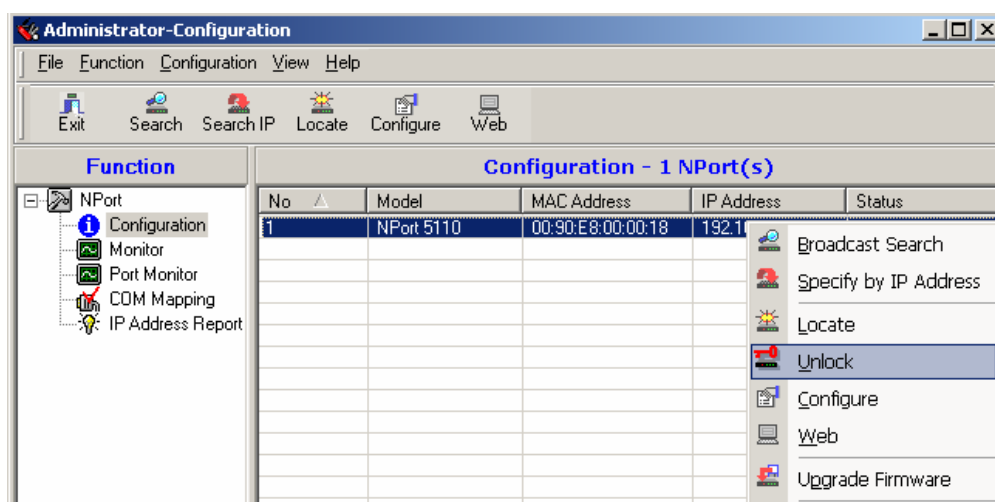 Administrator-Configuration
File Function Configuration View Help
Exit Search Search IP Locate Configure Web
Function
Configuration - 1 NPort(s)
NPort
Configuration
Monitor
Port Monitor
COM Mapping
IP Address Report
No Model MAC Address IP Address Status
1 NPort 5110 00:90:E8:00:00:18
Broadcast Search
Specify by IP Address
Locate
Unlock
Configure
Web
Upgrade Firmware